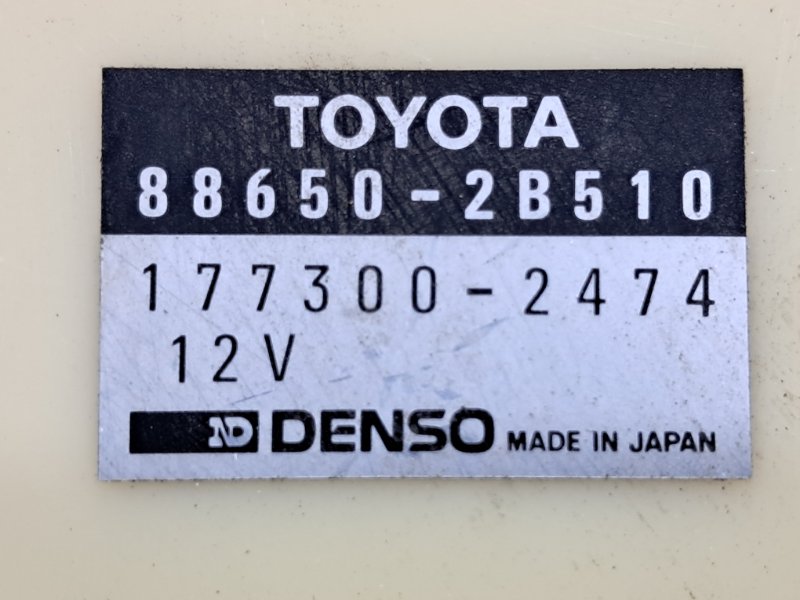 TOYOTA
88650-2B510
177300-2474
12V
ND DENSO MADE IN JAPAN